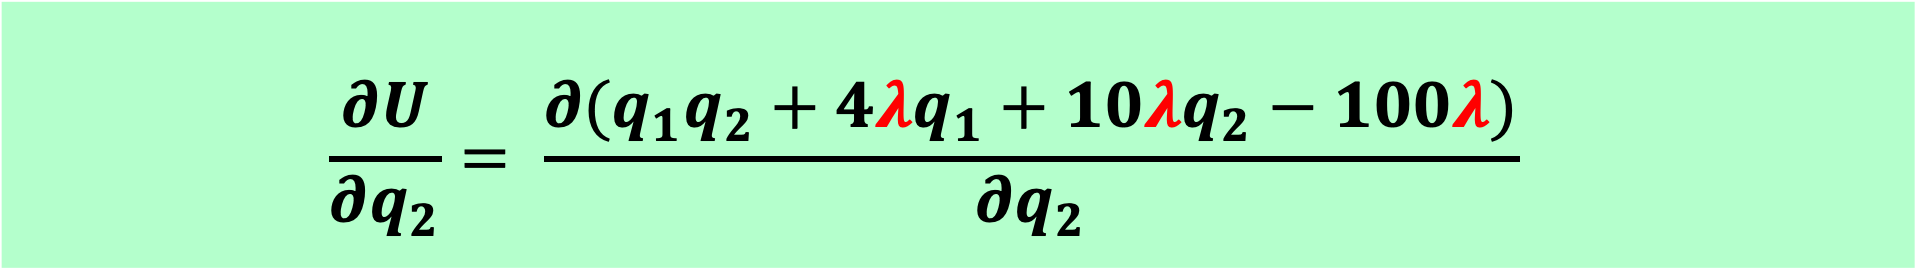 ∂U/∂q₂ = ∂(q₁q₂ + 4λq₁ + 10λq₂ − 100λ)/∂q₂